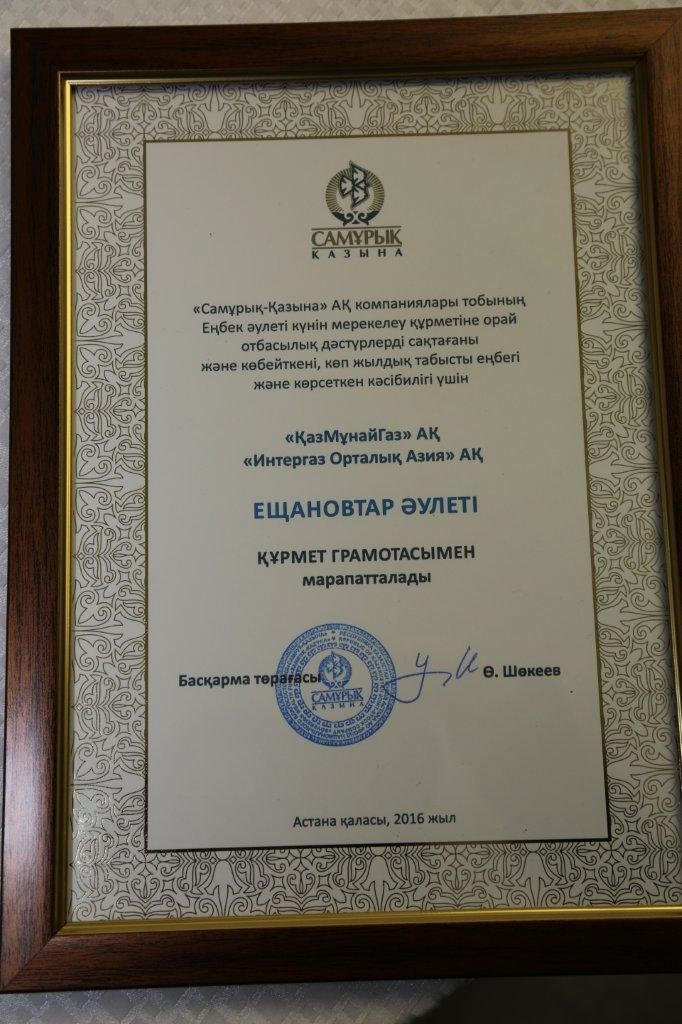 САМҰРЫҚ
ҚАЗЫНА
«Самұрық-Қазына» АҚ компаниялары тобының
Еңбек әулеті күнін мерекелеу құрметіне орай
отбасылық дәстүрлерді сақтағаны
және көбейткені, көп жылдық табысты еңбегі
және көрсеткен кәсібилігі үшін
«ҚазМұнайГаз» АҚ
«Интергаз Орталық Азия» АҚ
ЕЩАНОВТАР ӘУЛЕТІ
ҚҰРМЕТ ГРАМОТАСЫМЕН
марапатталады
Басқарма төрағасы
САМҰРЫҚ
ҚАЗЫНА
Ө. Шөкеев
Астана қаласы, 2016 жыл